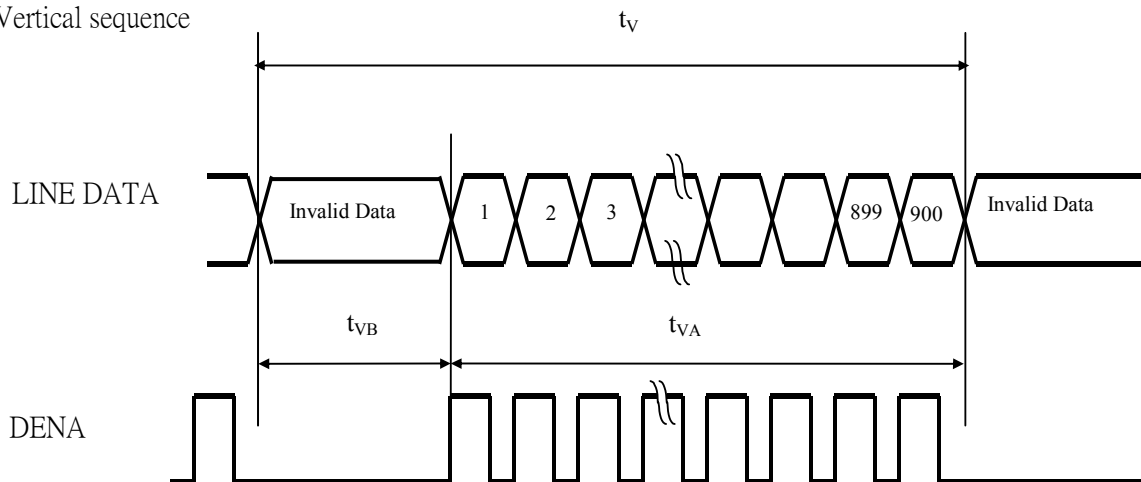 Vertical sequence
tV
LINE DATA
Invalid Data 1 2 3 899 900 Invalid Data
tVB tVA
DENA